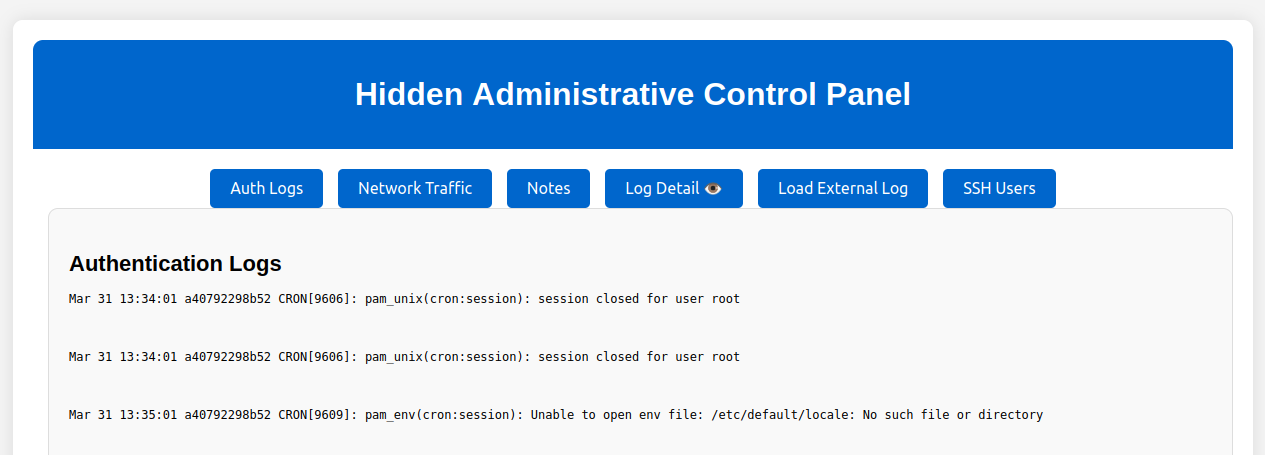 Hidden Administrative Control Panel
Auth Logs Network Traffic Notes Log Detail 👁️ Load External Log SSH Users
Authentication Logs
Mar 31 13:34:01 a40792298b52 CRON[9606]: pam_unix(cron:session): session closed for user root
Mar 31 13:34:01 a40792298b52 CRON[9606]: pam_unix(cron:session): session closed for user root
Mar 31 13:35:01 a40792298b52 CRON[9609]: pam_env(cron:session): Unable to open env file: /etc/default/locale: No such file or directory